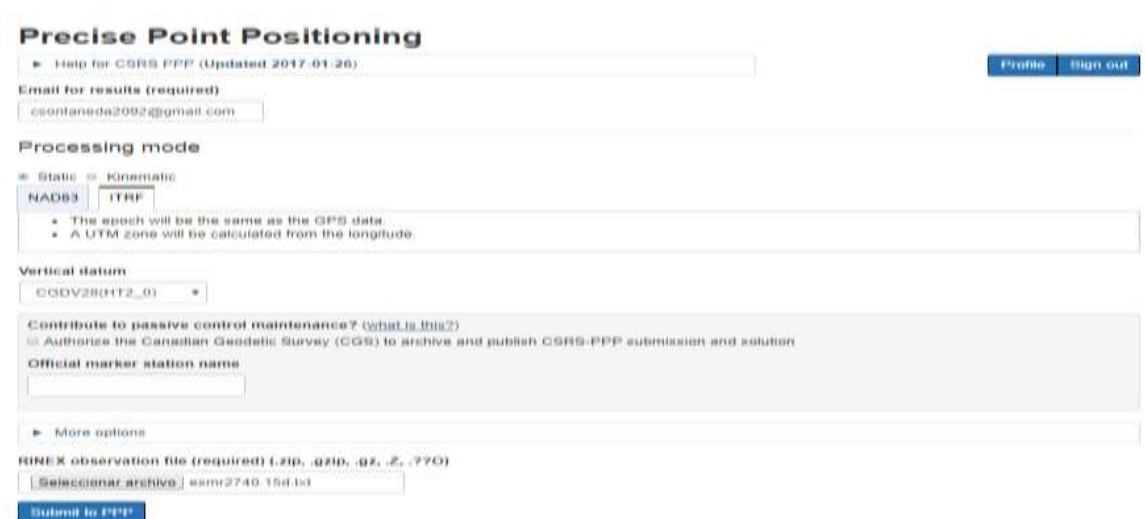 Precise Point Positioning
► Help for CSRS PPP (Updated 2017-01-26)
Profile Sign out
Email for results (required)
csontaneda2092@gmail.com
Processing mode
Static Kinematic
NAD83 ITRF
• The epoch will be the same as the GPS data.
• A UTM zone will be calculated from the longitude.
Vertical datum
CGDV28(HT2_0)
Contribute to passive control maintenance? (what is this?)
Authorize the Canadian Geodetic Survey (CGS) to archive and publish CSRS-PPP submission and solution
Official marker station name
► More options
RINEX observation file (required) (.zip, .gzip, .gz, .Z, .??O)
Seleccionar archivo
Submit to PPP